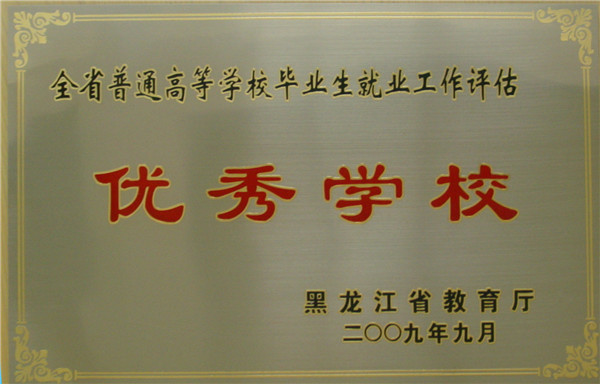 全省普通高等学校毕业生就业工作评估
优秀学校
黑龙江省教育厅
二〇〇九年九月